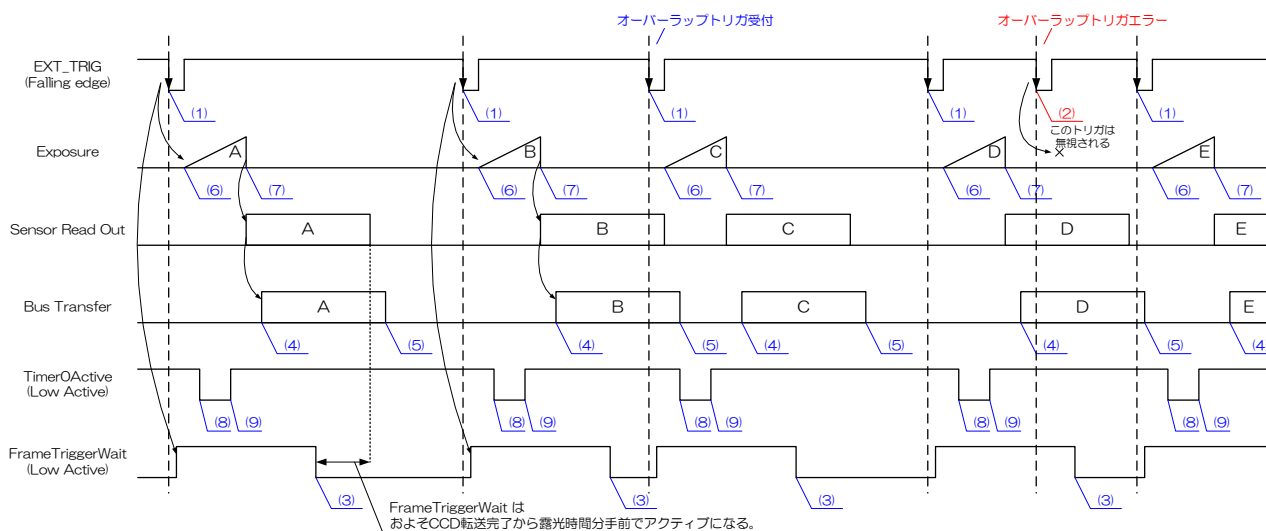 オーバーラップトリガ受付
オーバーラップトリガエラー
EXT_TRIG
(Falling edge)
(1) (1) (1) (1) (2) (1)
このトリガは
無視される
Exposure
A B C D × E
(6) (7) (6) (7) (6) (7) (6) (7) (6) (7)
Sensor Read Out
A B C D E
Bus Transfer
A B C D E
(4) (5) (4) (5) (4) (5) (4) (5) (4
Timer0Active
(Low Active)
(8) (9) (8) (9) (8) (9) (8) (9) (8) (9)
FrameTriggerWait
(Low Active)
(3) (3) (3) (3)
FrameTriggerWait は
およそCCD転送完了から露光時間分手前でアクティブになる。